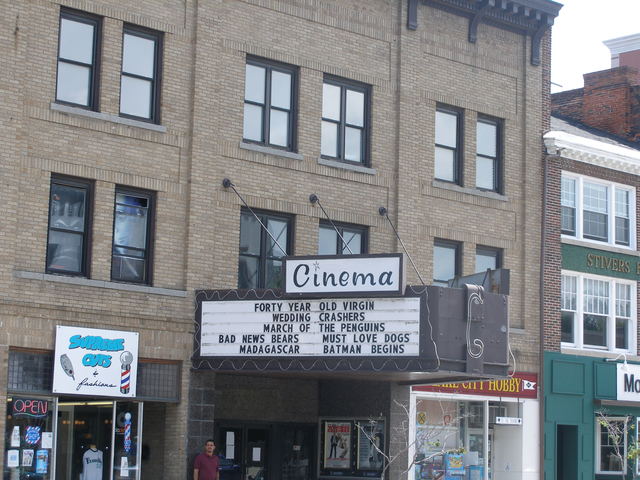 Cinema
FORTY YEAR OLD VIRGIN
WEDDING CRASHERS
MARCH OF THE PENGUINS
BAD NEWS BEARS MUST LOVE DOGS
MADAGASCAR BATMAN BEGINS
STIVERS
CUTS
&
fashions
OPEN
CITY HOBBY